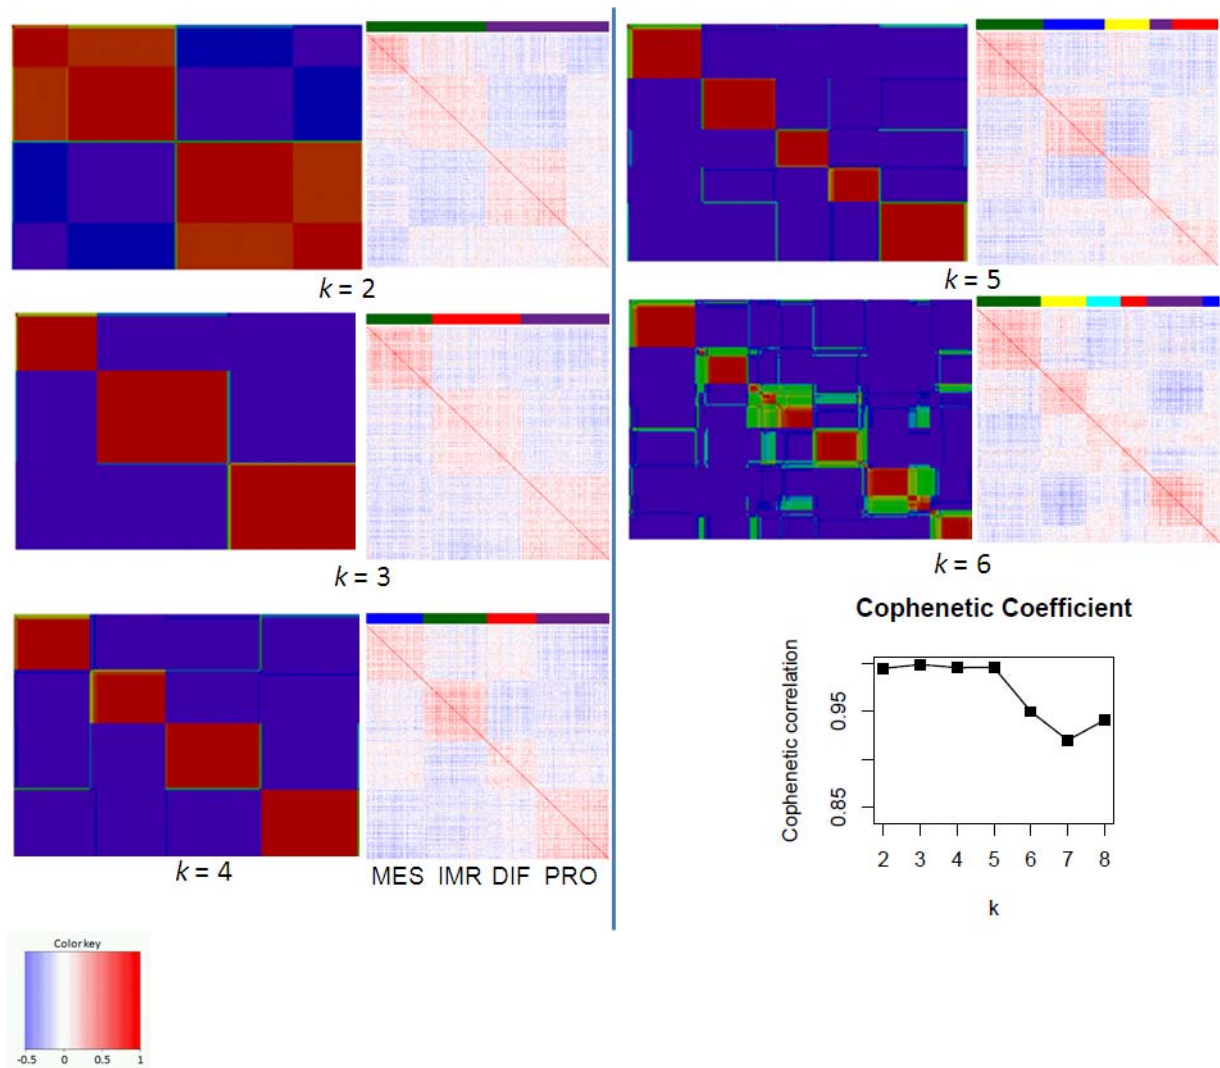 k = 2
k = 3
k = 4
MES IMR DIF PRO
Color key
-0.5 0 0.5 1
k = 5
k = 6
Cophenetic Coefficient
Cophenetic correlation
0.95
0.85
2 3 4 5 6 7 8
k